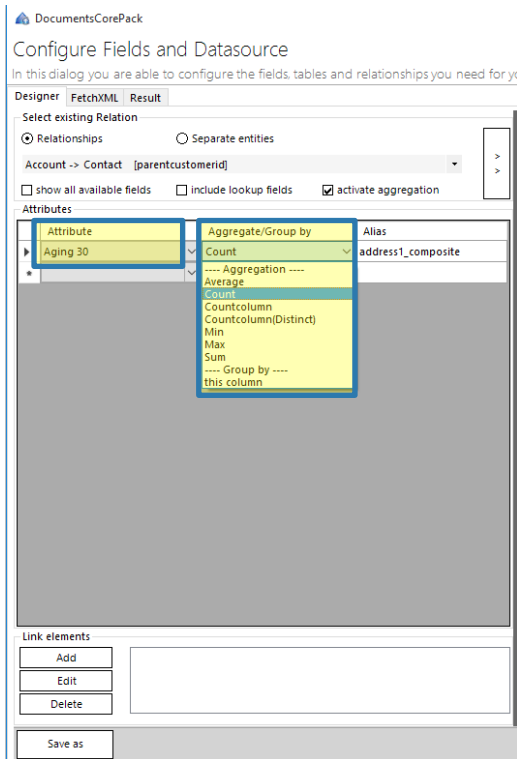 DocumentsCorePack
Configure Fields and Datasource
In this dialog you are able to configure the fields, tables and relationships you need for
Designer FetchXML Result
Select existing Relation
Relationships Separate entities
Account -> Contact [parentcustomerid]
> >
show all available fields include lookup fields activate aggregation
Attributes
Attribute Aggregate/Group by Alias
Aging 30 Count address1_composite
---- Aggregation ----
Average
Count
Countcolumn
Countcolumn(Distinct)
Min
Max
Sum
---- Group by ----
this column
Link elements
Add
Edit
Delete
Save as